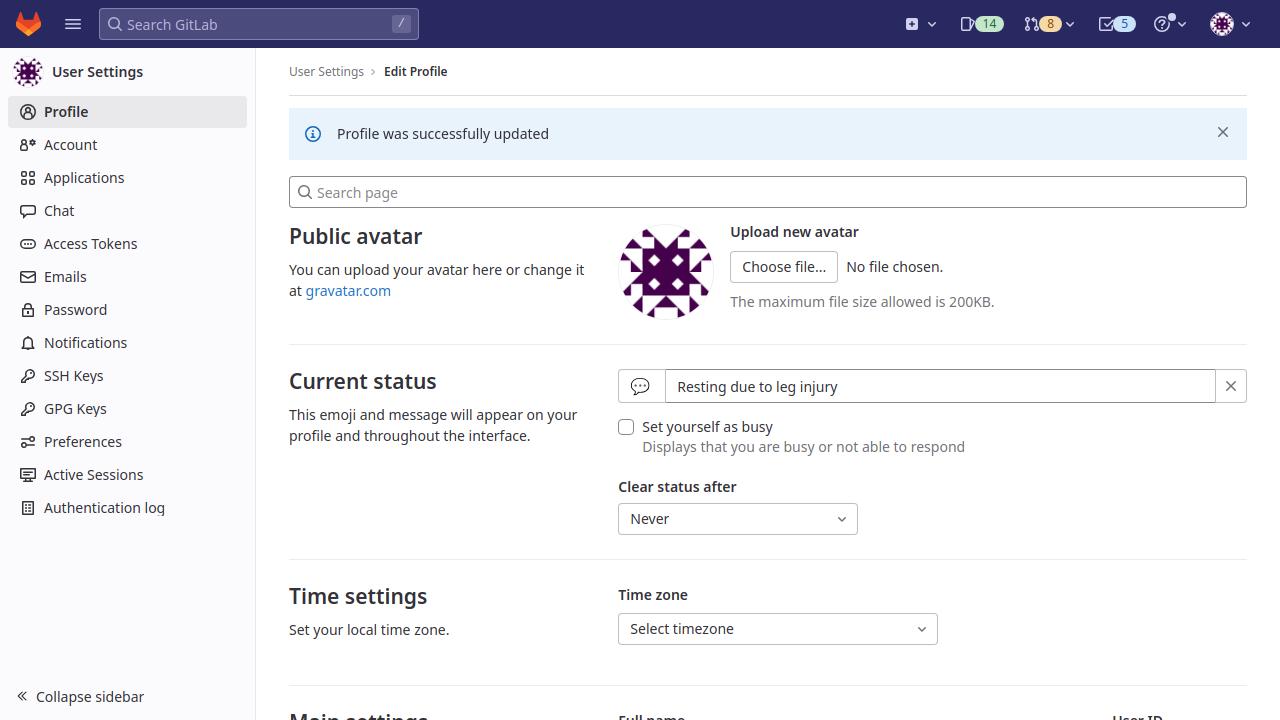 Search GitLab
/
14
8
5
User Settings
Profile
Account
Applications
Chat
Access Tokens
Emails
Password
Notifications
SSH Keys
GPG Keys
Preferences
Active Sessions
Authentication log
Collapse sidebar
User Settings
Edit Profile
Profile was successfully updated
Search page
Public avatar
You can upload your avatar here or change it
at gravatar.com
Upload new avatar
Choose file...
No file chosen.
The maximum file size allowed is 200KB.
Current status
This emoji and message will appear on your
profile and throughout the interface.
Resting due to leg injury
Set yourself as busy
Displays that you are busy or not able to respond
Clear status after
Never
Time settings
Set your local time zone.
Time zone
Select timezone
Main settings
Full name
User ID